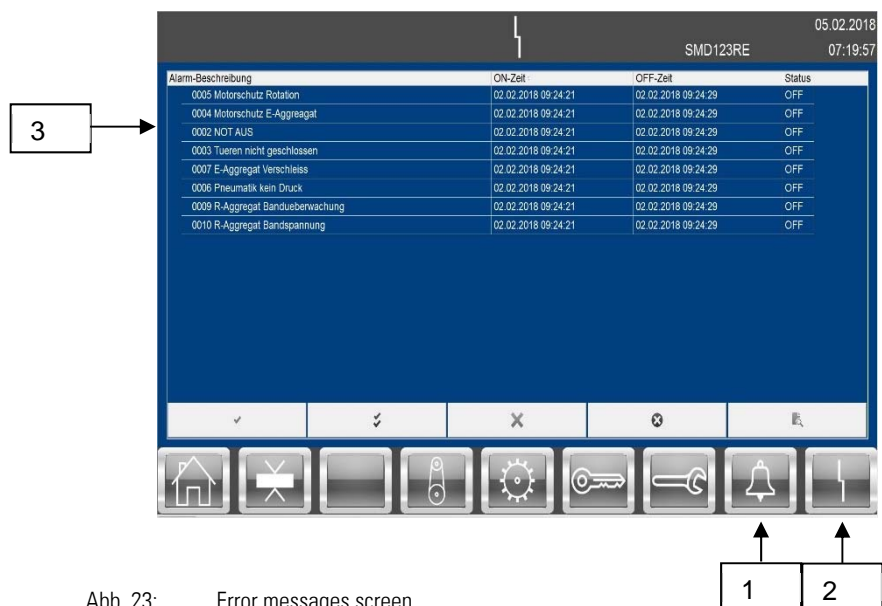 05.02.2018
SMD123RE 07:19:57
Alarm-Beschreibung ON-Zeit OFF-Zeit Status
0005 Motorschutz Rotation 02.02.2018 09:24:21 02.02.2018 09:24:29 OFF
0004 Motorschutz E-Aggreagat 02.02.2018 09:24:21 02.02.2018 09:24:29 OFF
0002 NOT AUS 02.02.2018 09:24:21 02.02.2018 09:24:29 OFF
0003 Tueren nicht geschlossen 02.02.2018 09:24:21 02.02.2018 09:24:29 OFF
0007 E-Aggregat Verschleiss 02.02.2018 09:24:21 02.02.2018 09:24:29 OFF
0006 Pneumatik kein Druck 02.02.2018 09:24:21 02.02.2018 09:24:29 OFF
0009 R-Aggregat Bandueberwachung 02.02.2018 09:24:21 02.02.2018 09:24:29 OFF
0010 R-Aggregat Bandspannung 02.02.2018 09:24:21 02.02.2018 09:24:29 OFF
3
1 2
Abb. 23: Error messages screen